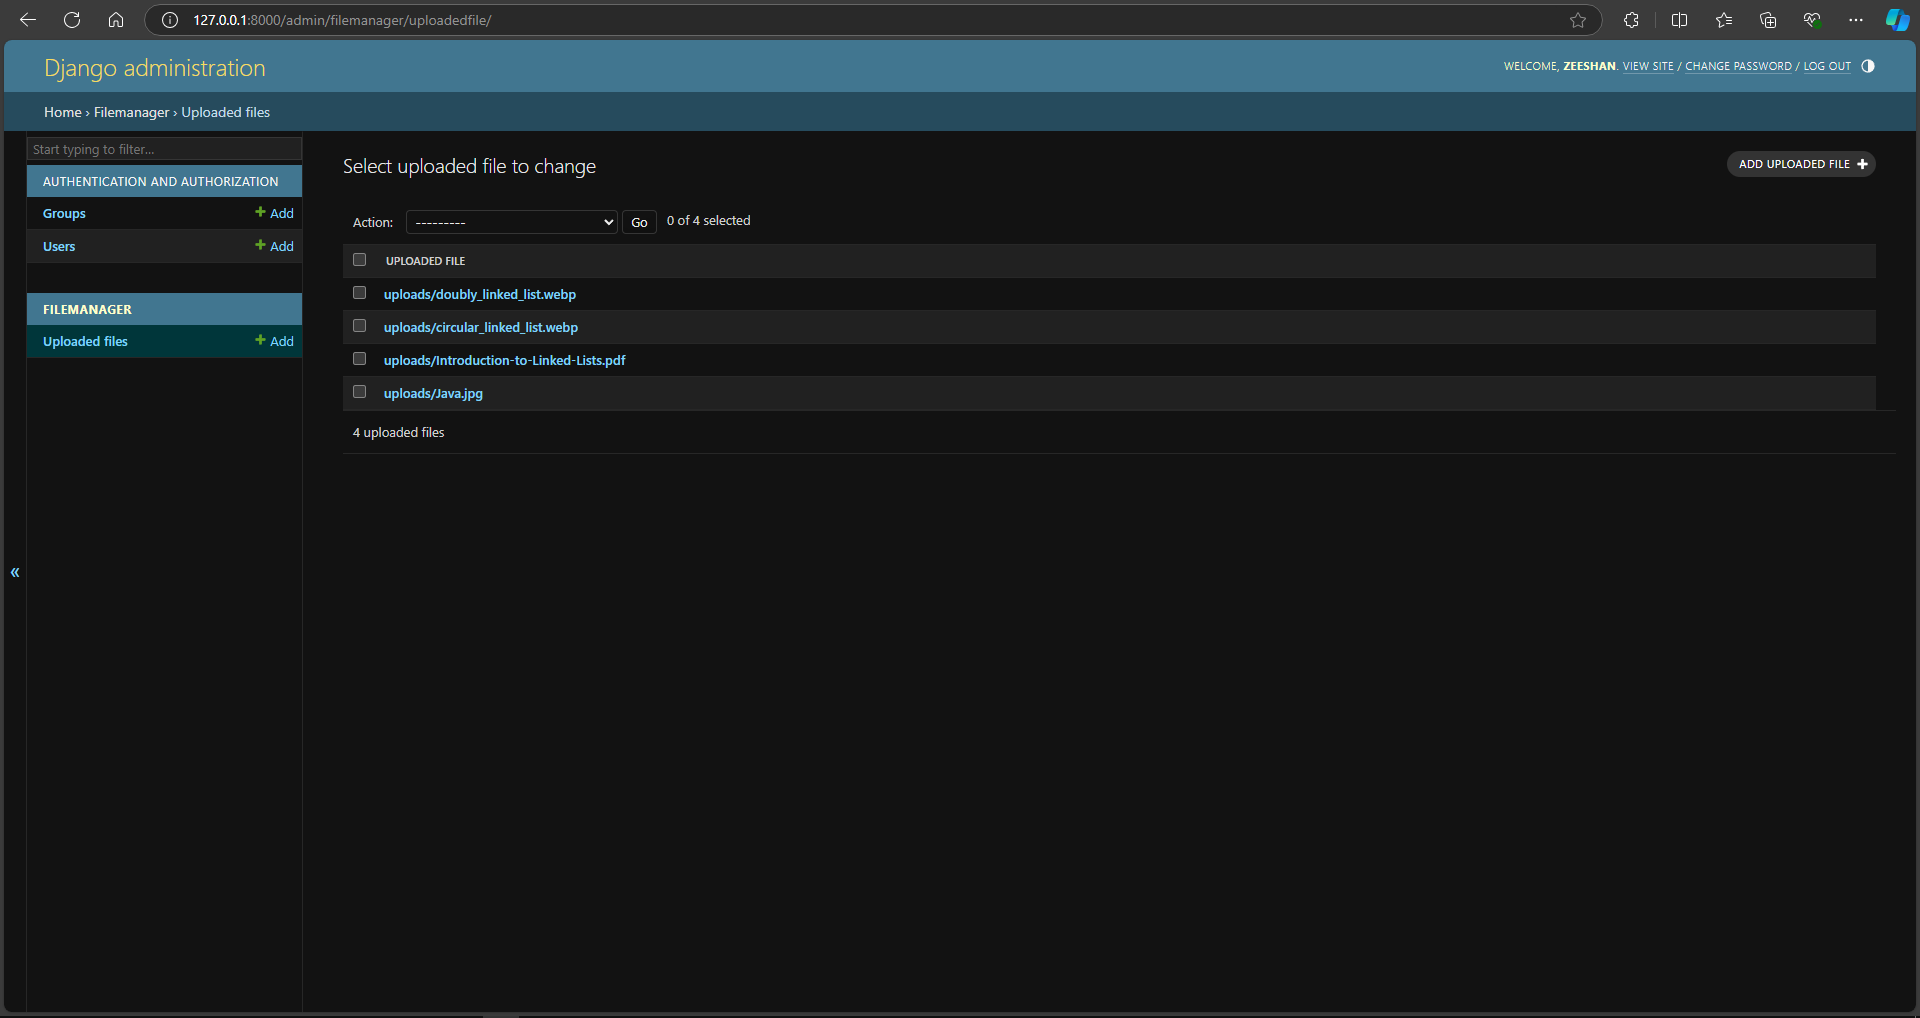 127.0.0.1:8000/admin/filemanager/uploadedfile/
Django administration
WELCOME, ZEESHAN. VIEW SITE / CHANGE PASSWORD / LOG OUT
Home › Filemanager › Uploaded files
Start typing to filter...
AUTHENTICATION AND AUTHORIZATION
Groups + Add
Users + Add
FILEMANAGER
Uploaded files + Add
«
Select uploaded file to change
ADD UPLOADED FILE +
Action: --------- Go 0 of 4 selected
UPLOADED FILE
uploads/doubly_linked_list.webp
uploads/circular_linked_list.webp
uploads/Introduction-to-Linked-Lists.pdf
uploads/Java.jpg
4 uploaded files